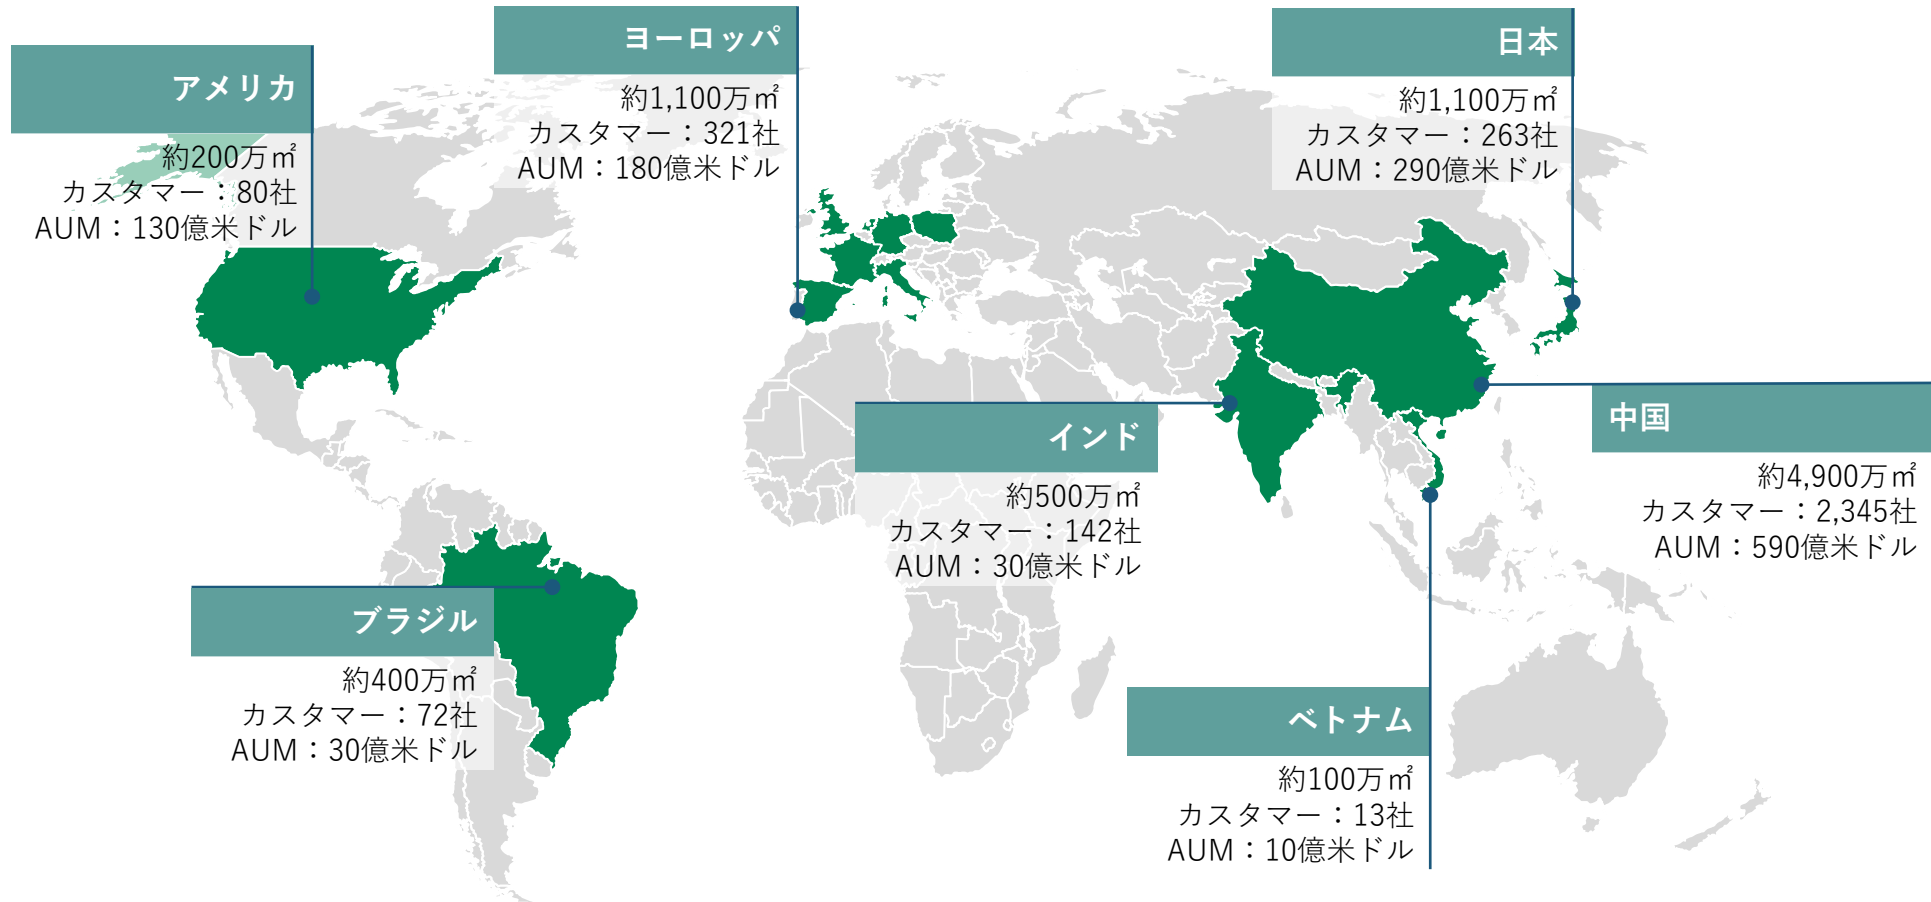 アメリカ
約200万㎡
カスタマー：80社
AUM：130億米ドル
ヨーロッパ
約1,100万㎡
カスタマー：321社
AUM：180億米ドル
日本
約1,100万㎡
カスタマー：263社
AUM：290億米ドル
インド
約500万㎡
カスタマー：142社
AUM：30億米ドル
中国
約4,900万㎡
カスタマー：2,345社
AUM：590億米ドル
ブラジル
約400万㎡
カスタマー：72社
AUM：30億米ドル
ベトナム
約100万㎡
カスタマー：13社
AUM：10億米ドル